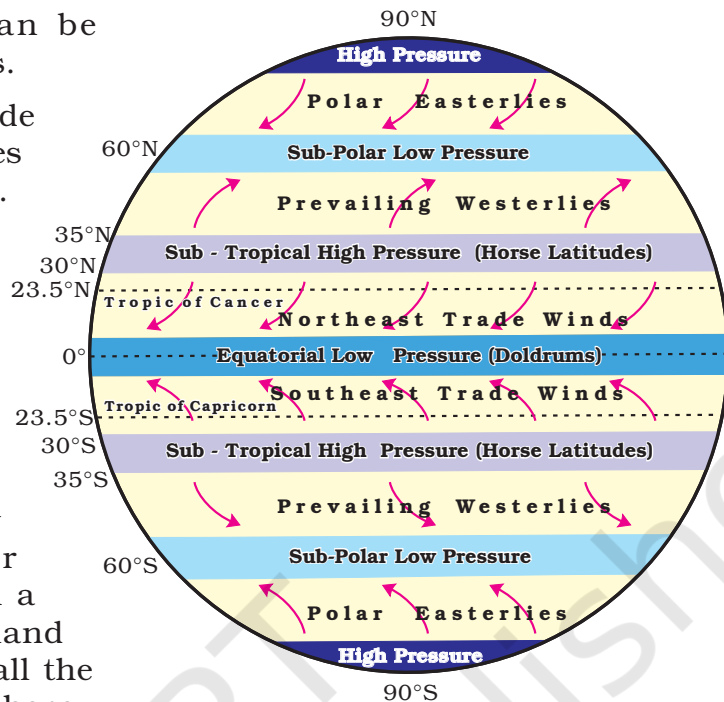 90°N
an be
High Pressure
s.
Polar Easterlies
de
60°N
Sub-Polar Low Pressure
es
.
Prevailing Westerlies
35°N
Sub - Tropical High Pressure (Horse Latitudes)
30°N
23.5°N
Tropic of Cancer
Northeast Trade Winds
0°
Equatorial Low Pressure (Doldrums)
Southeast Trade Winds
Tropic of Capricorn
23.5°S
30°S
Sub - Tropical High Pressure (Horse Latitudes)
35°S
Prevailing Westerlies
r
Sub-Polar Low Pressure
60°S
a
Polar Easterlies
and
High Pressure
all the
90°S